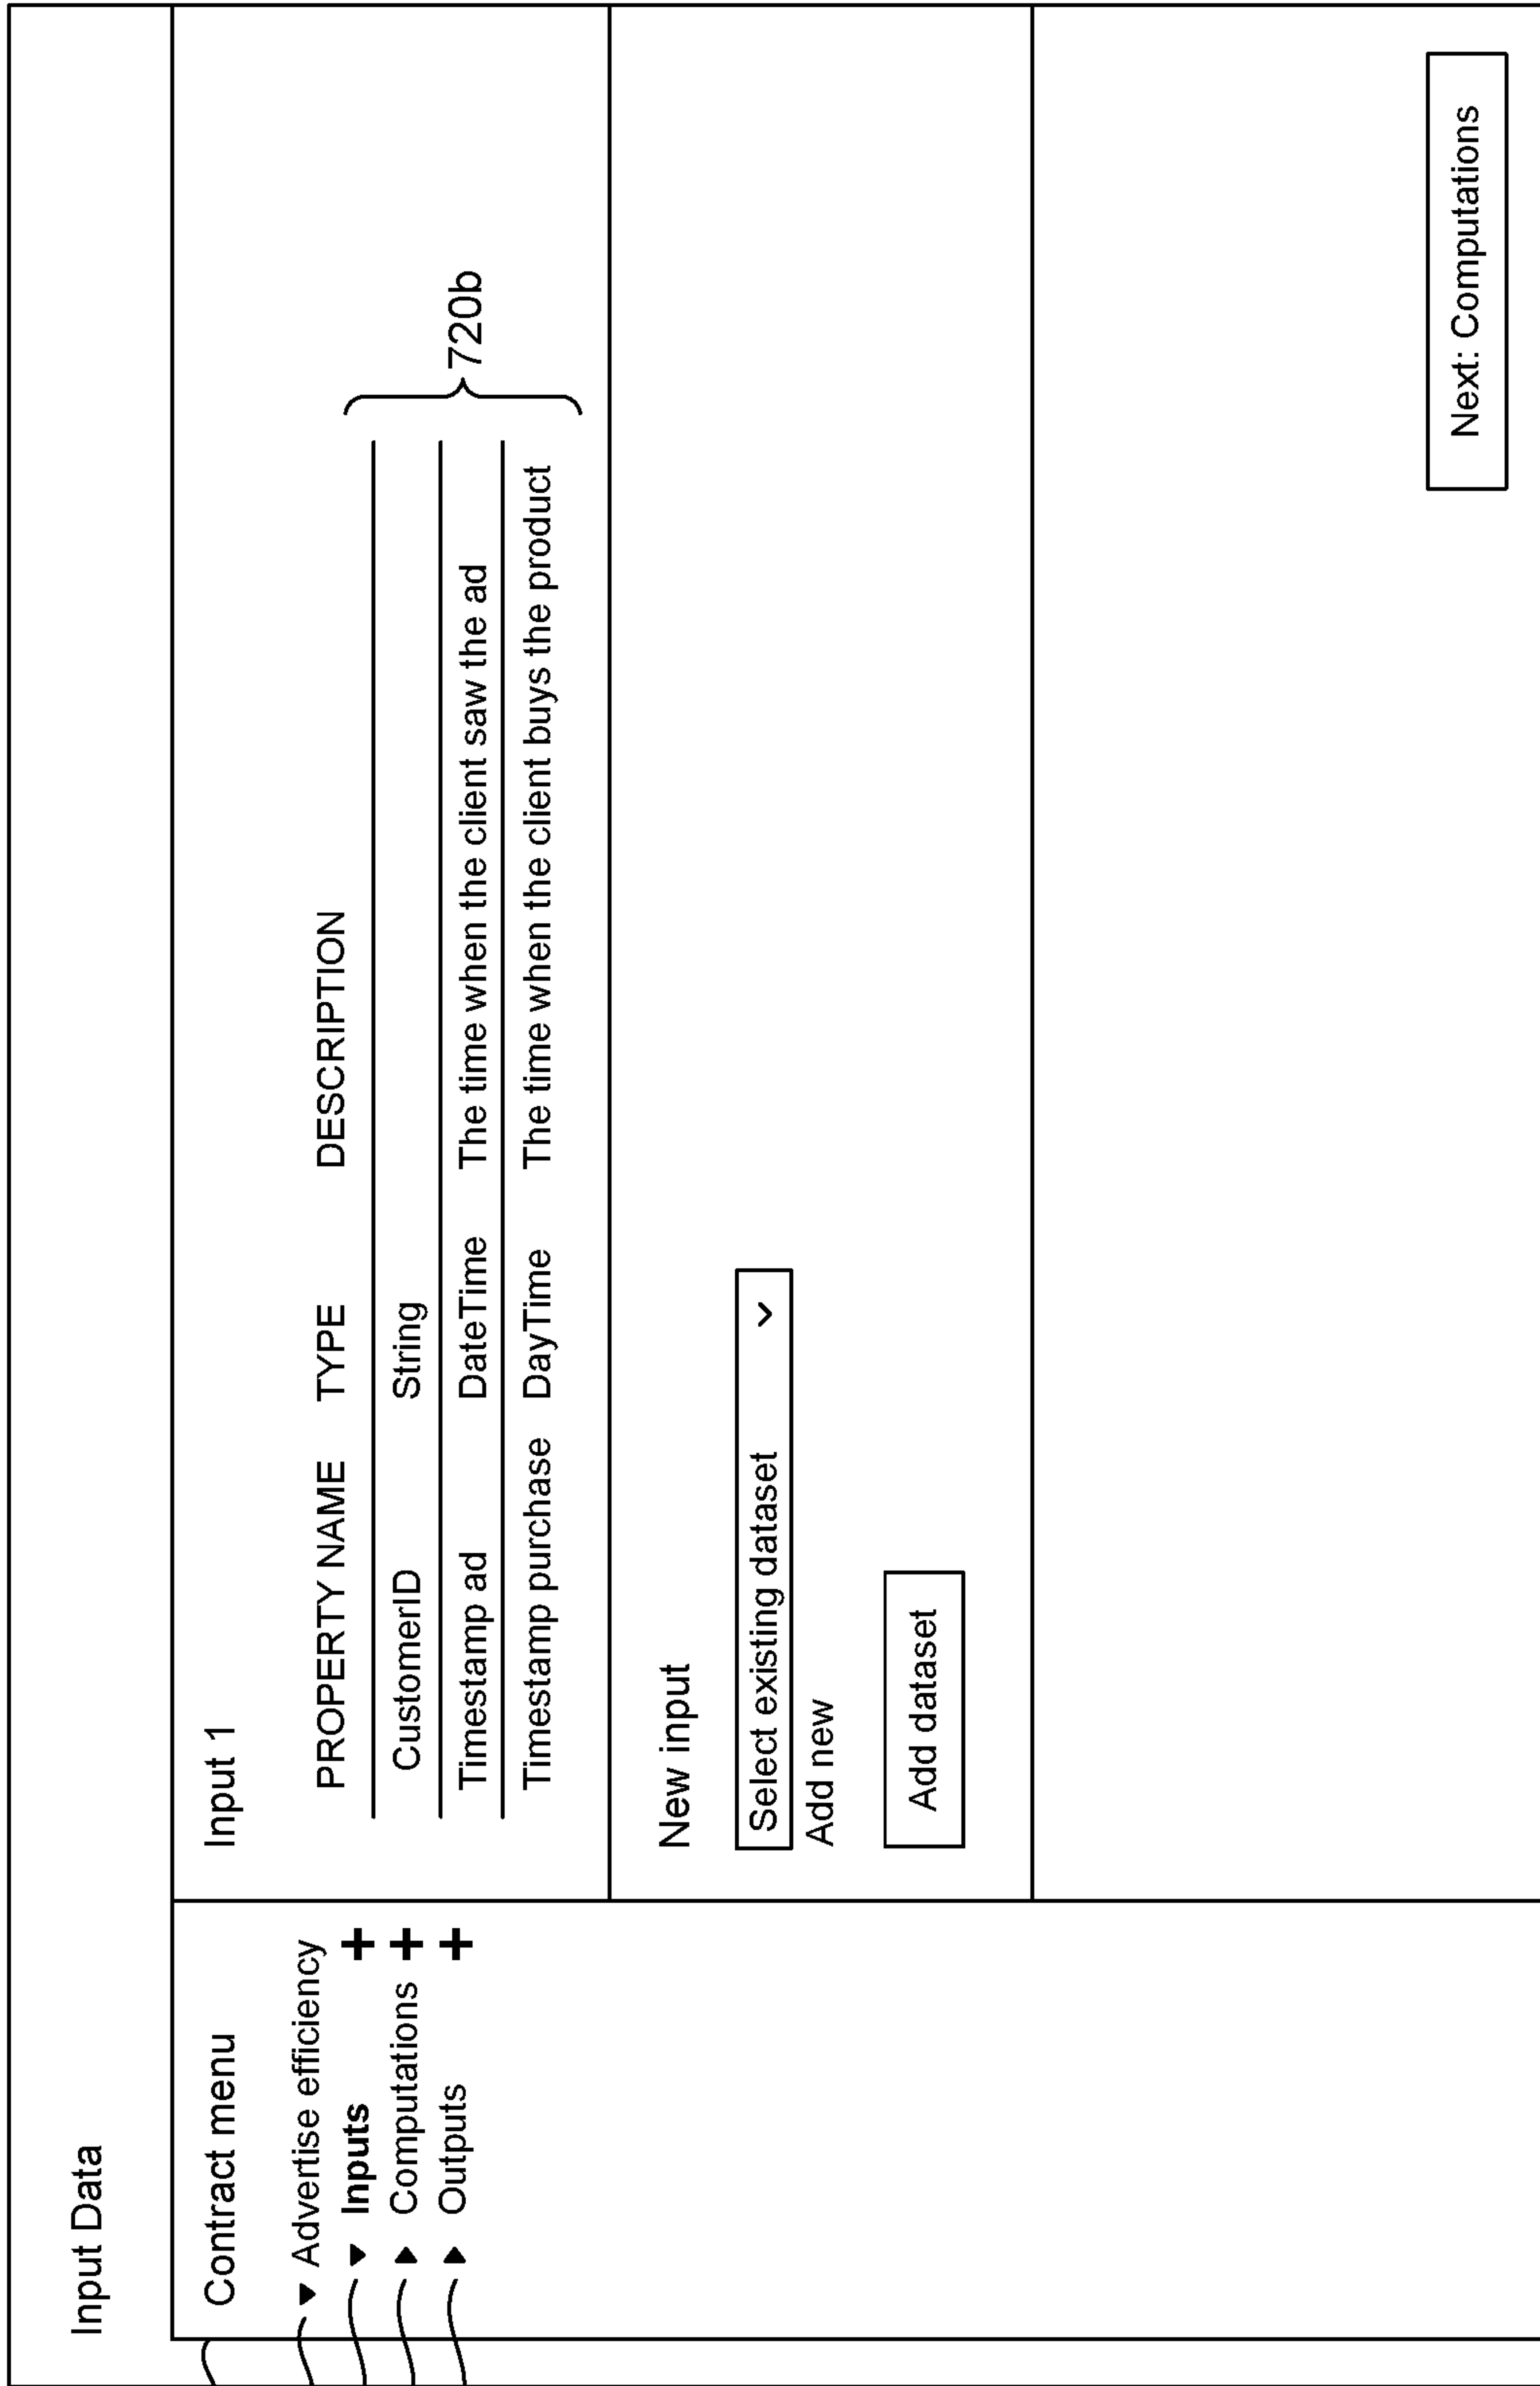 Input Data
Contract menu
Advertise efficiency
Inputs +
Computations +
Outputs +
Input 1
PROPERTY NAME TYPE DESCRIPTION
CustomerID String
Timestamp ad DateTime The time when the client saw the ad
Timestamp purchase DayTime The time when the client buys the product
720b
New input
Select existing dataset
Add new
Add dataset
Next: Computations